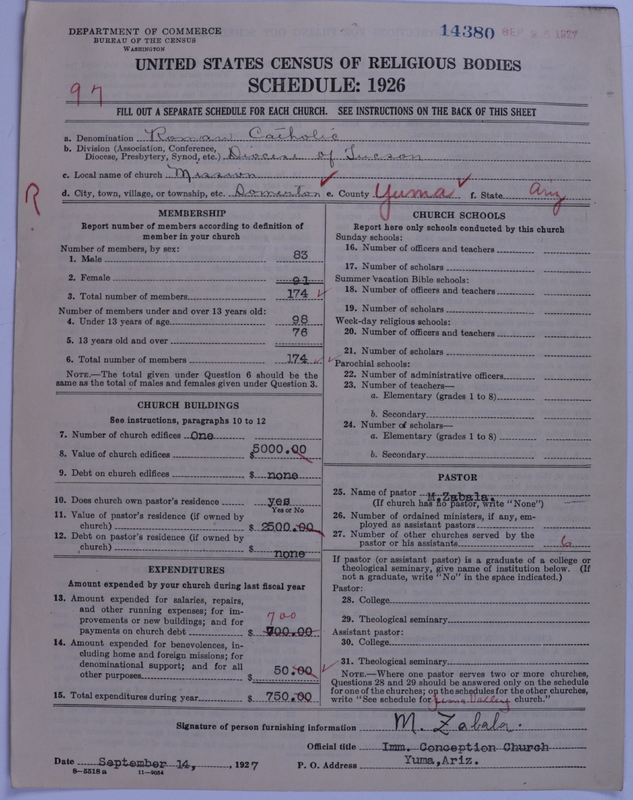 DEPARTMENT OF COMMERCE
BUREAU OF THE CENSUS
WASHINGTON
14380
1927
UNITED STATES CENSUS OF RELIGIOUS BODIES
SCHEDULE: 1926
97
FILL OUT A SEPARATE SCHEDULE FOR EACH CHURCH. SEE INSTRUCTIONS ON THE BACK OF THIS SHEET
a. Denomination Roman Catholic
b. Division (Association, Conference, Diocese, Presbytery, Synod, etc.) Diocese of Tucson
c. Local name of church Mission
d. City, town, village, or township, etc. Somerton e. County Yuma f. State Ariz
R
MEMBERSHIP
Report number of members according to definition of
member in your church
Number of members, by sex:
1. Male 83
2. Female 91
3. Total number of members 174
Number of members under and over 13 years old:
4. Under 13 years of age 98
5. 13 years old and over 76
6. Total number of members 174
NOTE.—The total given under Question 6 should be
the same as the total of males and females given under Question 3.
CHURCH BUILDINGS
See instructions, paragraphs 10 to 12
7. Number of church edifices One
8. Value of church edifices $5000.00
9. Debt on church edifices $ none
10. Does church own pastor's residence yes
Yes or No
11. Value of pastor's residence (if owned by
church) $ 2500.00
12. Debt on pastor's residence (if owned by
church) $ none
EXPENDITURES
Amount expended by your church during last fiscal year
13. Amount expended for salaries, repairs,
and other running expenses; for im-
provements or new buildings; and for
payments on church debt $ 700.00
700
14. Amount expended for benevolences, in-
cluding home and foreign missions; for
denominational support; and for all
other purposes $ 50.00
15. Total expenditures during year $ 750.00
CHURCH SCHOOLS
Report here only schools conducted by this church
Sunday schools:
16. Number of officers and teachers
17. Number of scholars
Summer Vacation Bible schools:
18. Number of officers and teachers
19. Number of scholars
Week-day religious schools:
20. Number of officers and teachers
21. Number of scholars
Parochial schools:
22. Number of administrative officers
23. Number of teachers—
a. Elementary (grades 1 to 8)
b. Secondary
24. Number of scholars—
a. Elementary (grades 1 to 8)
b. Secondary
PASTOR
25. Name of pastor M.Zabala.
(If church has no pastor, write "None")
26. Number of ordained ministers, if any, em-
ployed as assistant pastors
27. Number of other churches served by the
pastor or his assistants 6
If pastor (or assistant pastor) is a graduate of a college or
theological seminary, give name of institution below. (If
not a graduate, write "No" in the space indicated.)
Pastor:
28. College
29. Theological seminary
Assistant pastor:
30. College
31. Theological seminary
NOTE.—Where one pastor serves two or more churches,
Questions 28 and 29 should be answered only on the schedule
for one of the churches; on the schedules for the other churches,
write "See schedule for Yuma Valley church."
Signature of person furnishing information M. Zabala.
Official title Imm. Conception Church
Date September 14, 1927 P. O. Address Yuma,Ariz.
8-5518a 11-9054